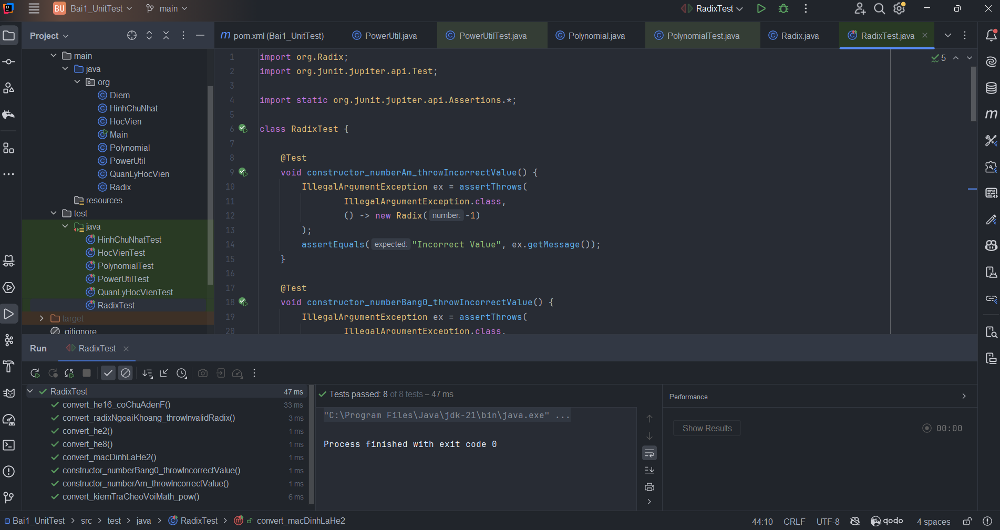 BU Bai1_UnitTest main RadixTest
Project
pom.xml (Bai1_UnitTest) PowerUtil.java PowerUtilTest.java Polynomial.java PolynomialTest.java Radix.java RadixTest.java
main
java
org
Diem
HinhChuNhat
HocVien
Main
Polynomial
PowerUtil
QuanLyHocVien
Radix
resources
test
java
HinhChuNhatTest
HocVienTest
PolynomialTest
PowerUtilTest
QuanLyHocVienTest
RadixTest
target
.gitignore
5
1 import org.Radix;
2 import org.junit.jupiter.api.Test;
3
4 import static org.junit.jupiter.api.Assertions.*;
5
6 class RadixTest {
7
8 @Test
9 void constructor_numberAm_throwIncorrectValue() {
10 IllegalArgumentException ex = assertThrows(
11 IllegalArgumentException.class,
12 () -> new Radix( number: -1)
13 );
14 assertEquals( expected: "Incorrect Value", ex.getMessage());
15 }
16
17 @Test
18 void constructor_numberBang0_throwIncorrectValue() {
19 IllegalArgumentException ex = assertThrows(
20 IllegalArgumentException.class,
Run RadixTest
RadixTest 47 ms
convert_he16_coChuAdenF() 33 ms
convert_radixNgoaiKhoang_throwInvalidRadix() 3 ms
convert_he2() 1 ms
convert_he8() 1 ms
convert_macDinhLaHe2() 1 ms
constructor_numberBang0_throwIncorrectValue() 1 ms
constructor_numberAm_throwIncorrectValue() 1 ms
convert_kiemTraCheoVoiMath_pow() 6 ms
Tests passed: 8 of 8 tests – 47 ms
"C:\Program Files\Java\jdk-21\bin\java.exe" ...
Process finished with exit code 0
Performance
Show Results 00:00
Bai1_UnitTest > src > test > java > RadixTest > convert_macDinhLaHe2
44:10 CRLF UTF-8 qodo 4 spaces